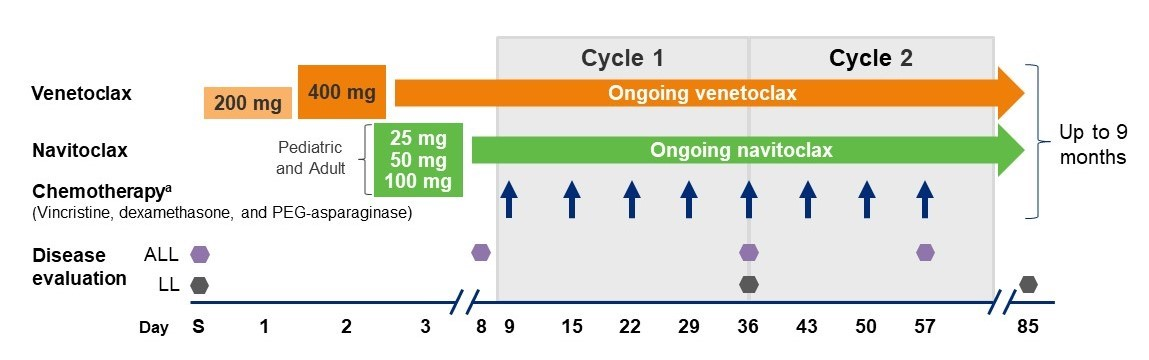 Cycle 1
Cycle 2
Venetoclax
200 mg
400 mg
Ongoing venetoclax
Navitoclax
Pediatric
and Adult
25 mg
50 mg
100 mg
Ongoing navitoclax
Up to 9
months
Chemotherapyᵃ
(Vincristine, dexamethasone, and PEG-asparaginase)
Disease
evaluation
ALL
LL
Day S 1 2 3 8 9 15 22 29 36 43 50 57 85